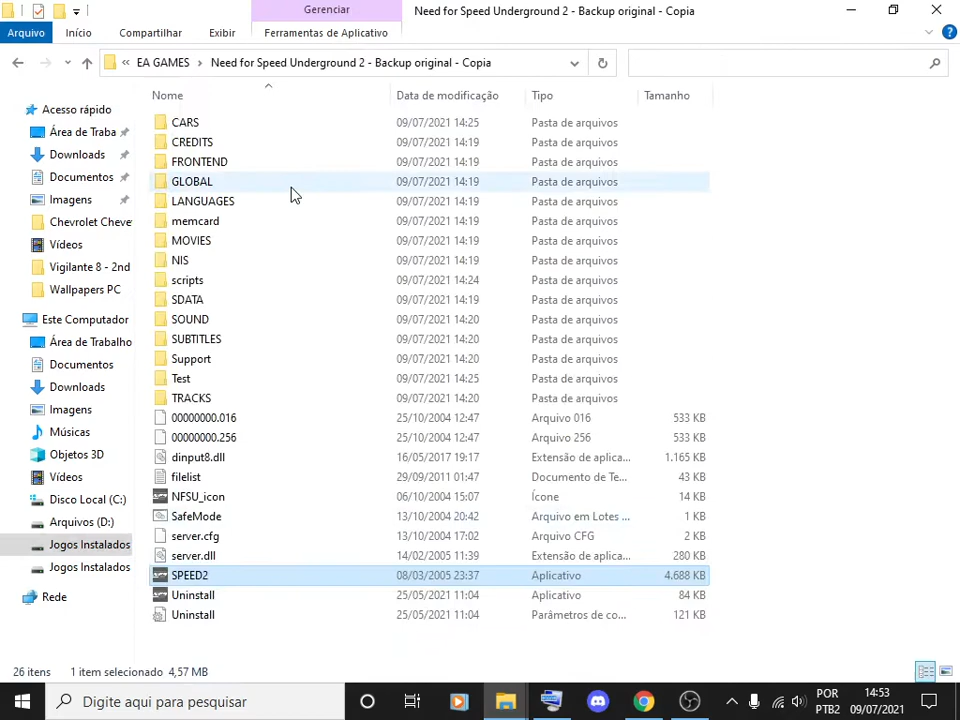 Gerenciar
Need for Speed Underground 2 - Backup original - Copia
Arquivo Início Compartilhar Exibir Ferramentas de Aplicativo
« EA GAMES › Need for Speed Underground 2 - Backup original - Copia
Nome Data de modificação Tipo Tamanho
Acesso rápido
Área de Traba
Downloads
Documentos
Imagens
Chevrolet Cheve
Vídeos
Vigilante 8 - 2nd
Wallpapers PC
Este Computador
Área de Trabalho
Documentos
Downloads
Imagens
Músicas
Objetos 3D
Vídeos
Disco Local (C:)
Arquivos (D:)
Jogos Instalados
Jogos Instalados
Rede
CARS 09/07/2021 14:25 Pasta de arquivos
CREDITS 09/07/2021 14:19 Pasta de arquivos
FRONTEND 09/07/2021 14:19 Pasta de arquivos
GLOBAL 09/07/2021 14:19 Pasta de arquivos
LANGUAGES 09/07/2021 14:19 Pasta de arquivos
memcard 09/07/2021 14:19 Pasta de arquivos
MOVIES 09/07/2021 14:19 Pasta de arquivos
NIS 09/07/2021 14:19 Pasta de arquivos
scripts 09/07/2021 14:24 Pasta de arquivos
SDATA 09/07/2021 14:19 Pasta de arquivos
SOUND 09/07/2021 14:20 Pasta de arquivos
SUBTITLES 09/07/2021 14:20 Pasta de arquivos
Support 09/07/2021 14:20 Pasta de arquivos
Test 09/07/2021 14:25 Pasta de arquivos
TRACKS 09/07/2021 14:20 Pasta de arquivos
00000000.016 25/10/2004 12:47 Arquivo 016 533 KB
00000000.256 25/10/2004 12:47 Arquivo 256 533 KB
dinput8.dll 16/05/2017 19:17 Extensão de aplica... 1.165 KB
filelist 29/09/2011 01:47 Documento de Te... 43 KB
NFSU_icon 06/10/2004 15:07 Ícone 14 KB
SafeMode 13/10/2004 20:42 Arquivo em Lotes ... 1 KB
server.cfg 13/10/2004 17:02 Arquivo CFG 2 KB
server.dll 14/02/2005 11:39 Extensão de aplica... 280 KB
SPEED2 08/03/2005 23:37 Aplicativo 4.688 KB
Uninstall 25/05/2021 11:04 Aplicativo 84 KB
Uninstall 25/05/2021 11:04 Parâmetros de co... 121 KB
26 itens 1 item selecionado 4,57 MB
Digite aqui para pesquisar
POR
PTB2
14:53
09/07/2021